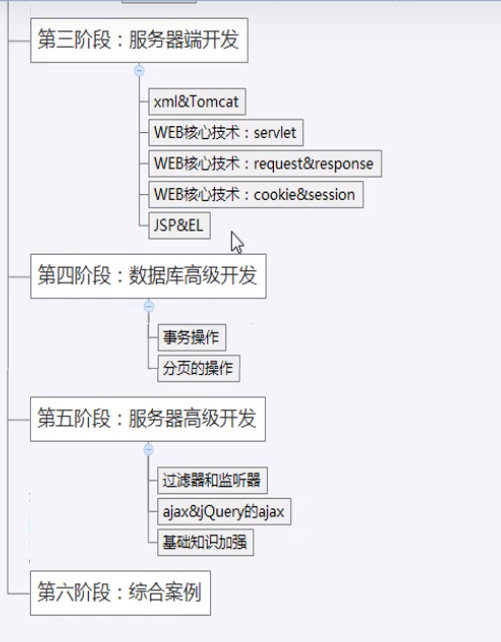 第三阶段：服务器端开发
xml&Tomcat
WEB核心技术：servlet
WEB核心技术：request&response
WEB核心技术：cookie&session
JSP&EL
第四阶段：数据库高级开发
事务操作
分页的操作
第五阶段：服务器高级开发
过滤器和监听器
ajax&jQuery的ajax
基础知识加强
第六阶段：综合案例